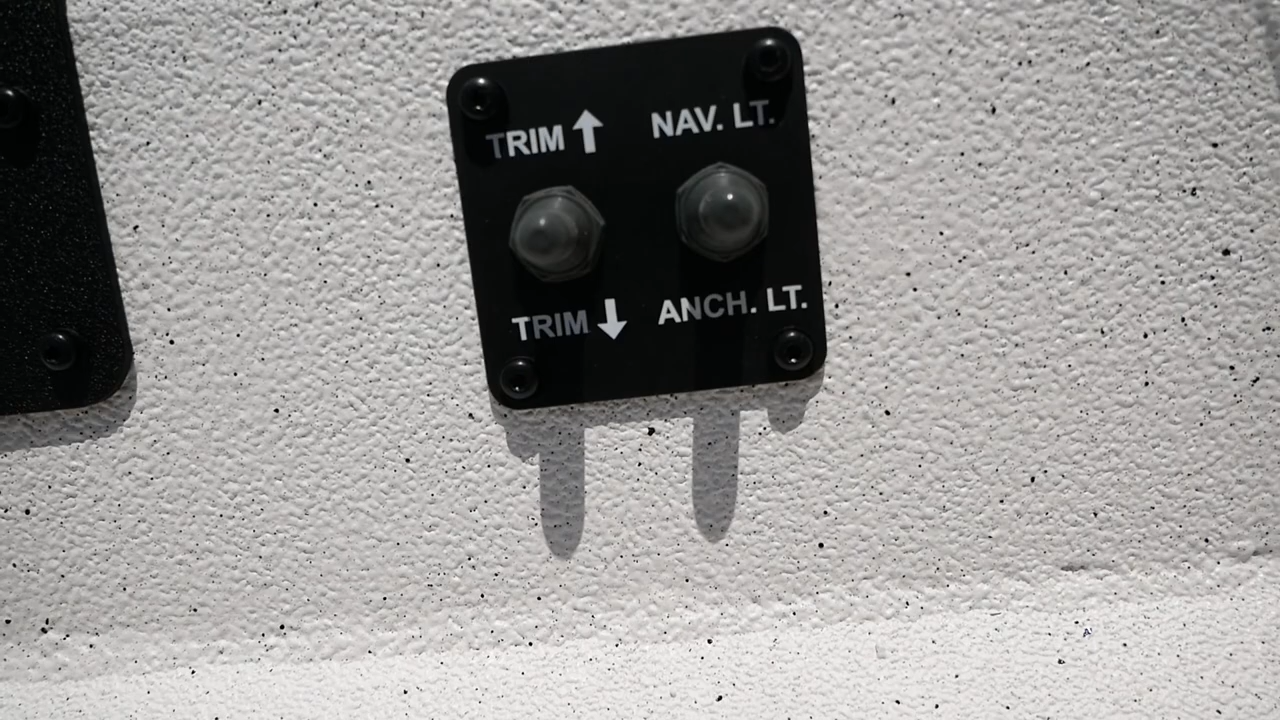 TRIM ↑ NAV. LT.
TRIM ↓ ANCH. LT.